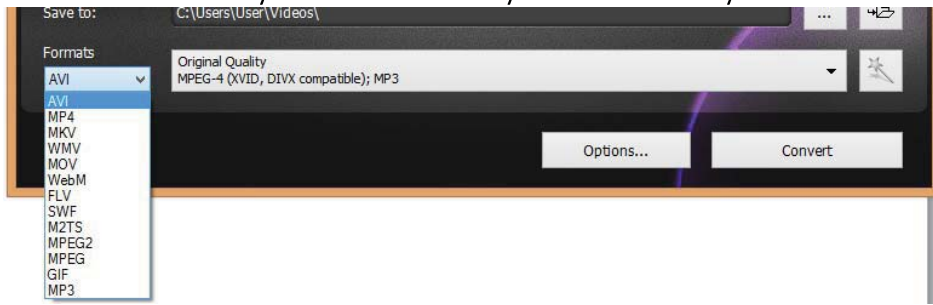 Save to:
C:\Users\User\Videos\
...
Formats
AVI
Original Quality
MPEG-4 (XVID, DIVX compatible); MP3
AVI
MP4
MKV
WMV
MOV
WebM
FLV
SWF
M2TS
MPEG2
MPEG
GIF
MP3
Options...
Convert